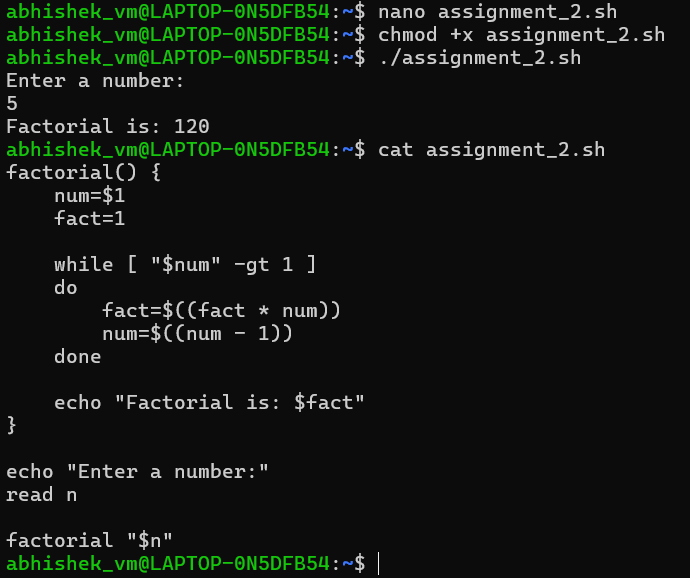 abhishek_vm@LAPTOP-0N5DFB54:~$ nano assignment_2.sh
abhishek_vm@LAPTOP-0N5DFB54:~$ chmod +x assignment_2.sh
abhishek_vm@LAPTOP-0N5DFB54:~$ ./assignment_2.sh
Enter a number:
5
Factorial is: 120
abhishek_vm@LAPTOP-0N5DFB54:~$ cat assignment_2.sh
factorial() {
    num=$1
    fact=1

    while [ "$num" -gt 1 ]
    do
        fact=$((fact * num))
        num=$((num - 1))
    done

    echo "Factorial is: $fact"
}

echo "Enter a number:"
read n

factorial "$n"
abhishek_vm@LAPTOP-0N5DFB54:~$